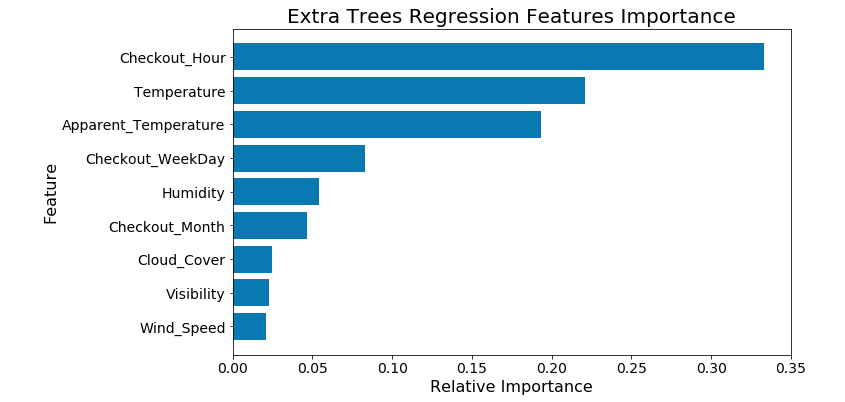 Extra Trees Regression Features Importance
Feature
Checkout_Hour
Temperature
Apparent_Temperature
Checkout_WeekDay
Humidity
Checkout_Month
Cloud_Cover
Visibility
Wind_Speed
0.00 0.05 0.10 0.15 0.20 0.25 0.30 0.35
Relative Importance